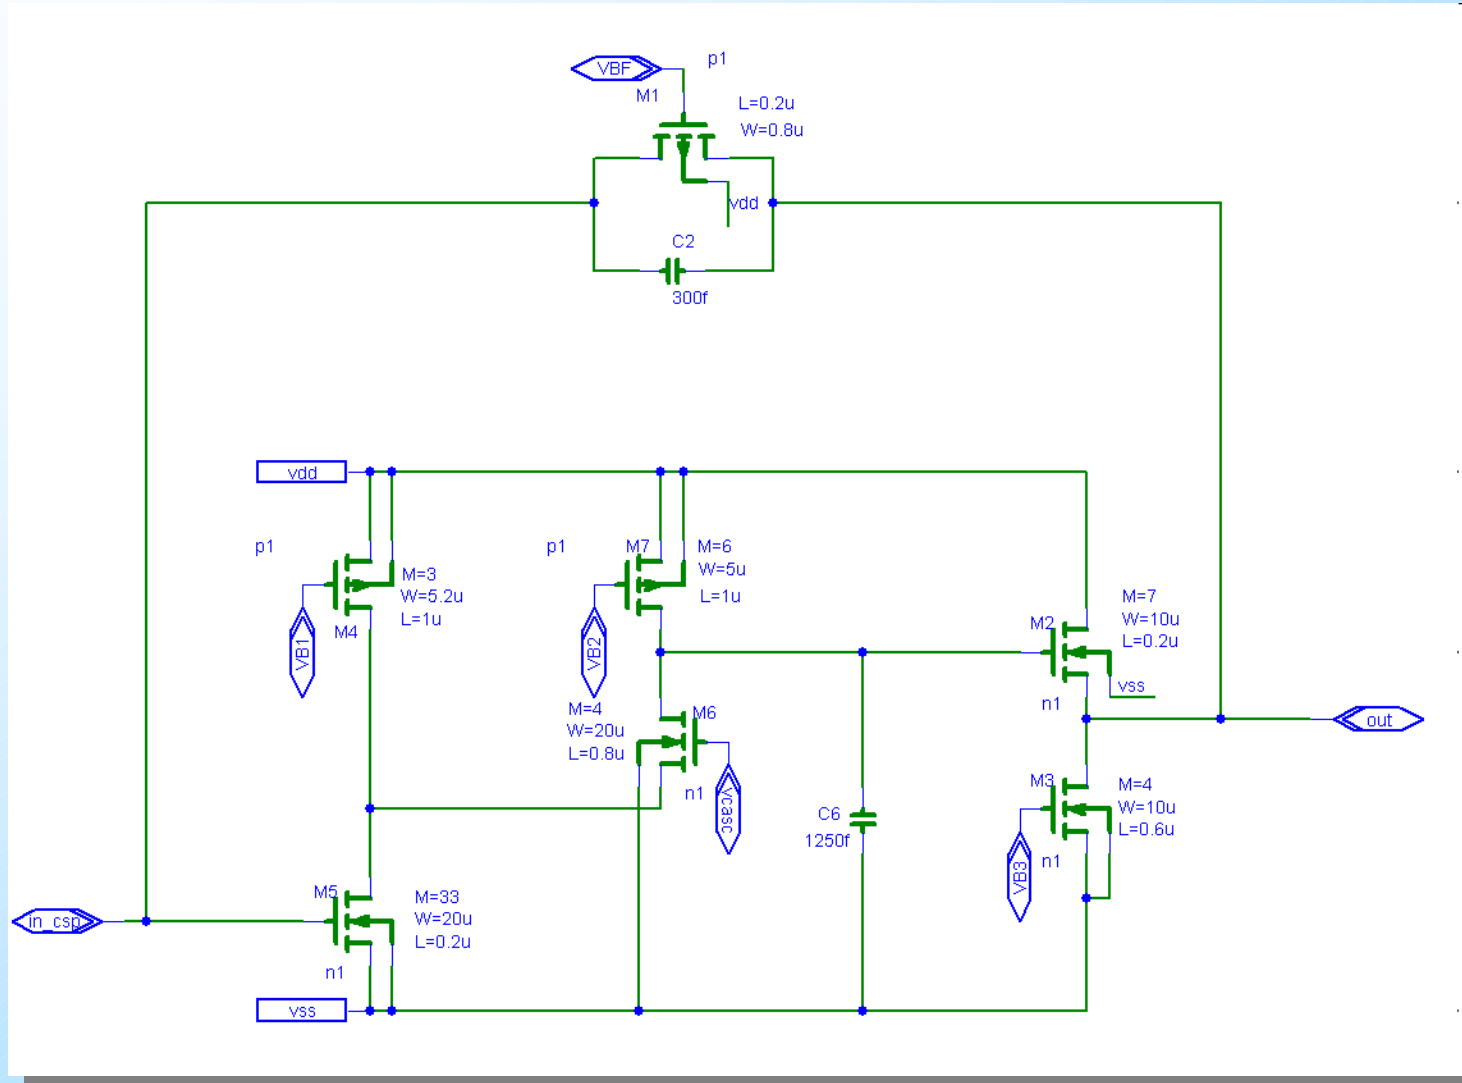 VBF
p1
M1
L=0.2u
W=0.8u
vdd
C2
300f
vdd
p1
M=3
W=5.2u
L=1u
M4
VB1
p1
M7
M=6
W=5u
L=1u
VB2
M=4
W=20u
L=0.8u
M6
n1
Vcasc
M=7
W=10u
L=0.2u
M2
vss
n1
out
C6
1250f
M3
M=4
W=10u
L=0.6u
n1
VB3
in_csp
M5
M=33
W=20u
L=0.2u
n1
vss